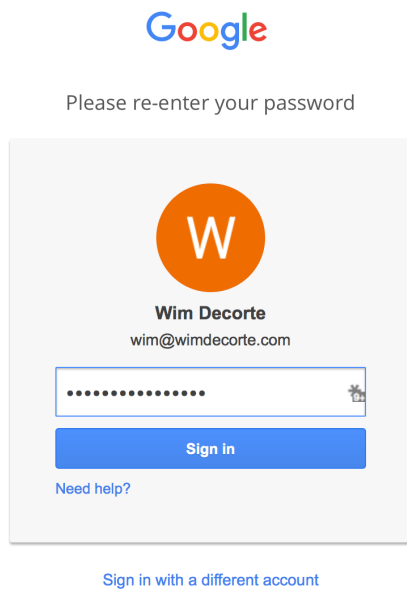 Google
Please re-enter your password
W
Wim Decorte
wim@wimdecorte.com
••••••••••••••••
Sign in
Need help?
Sign in with a different account